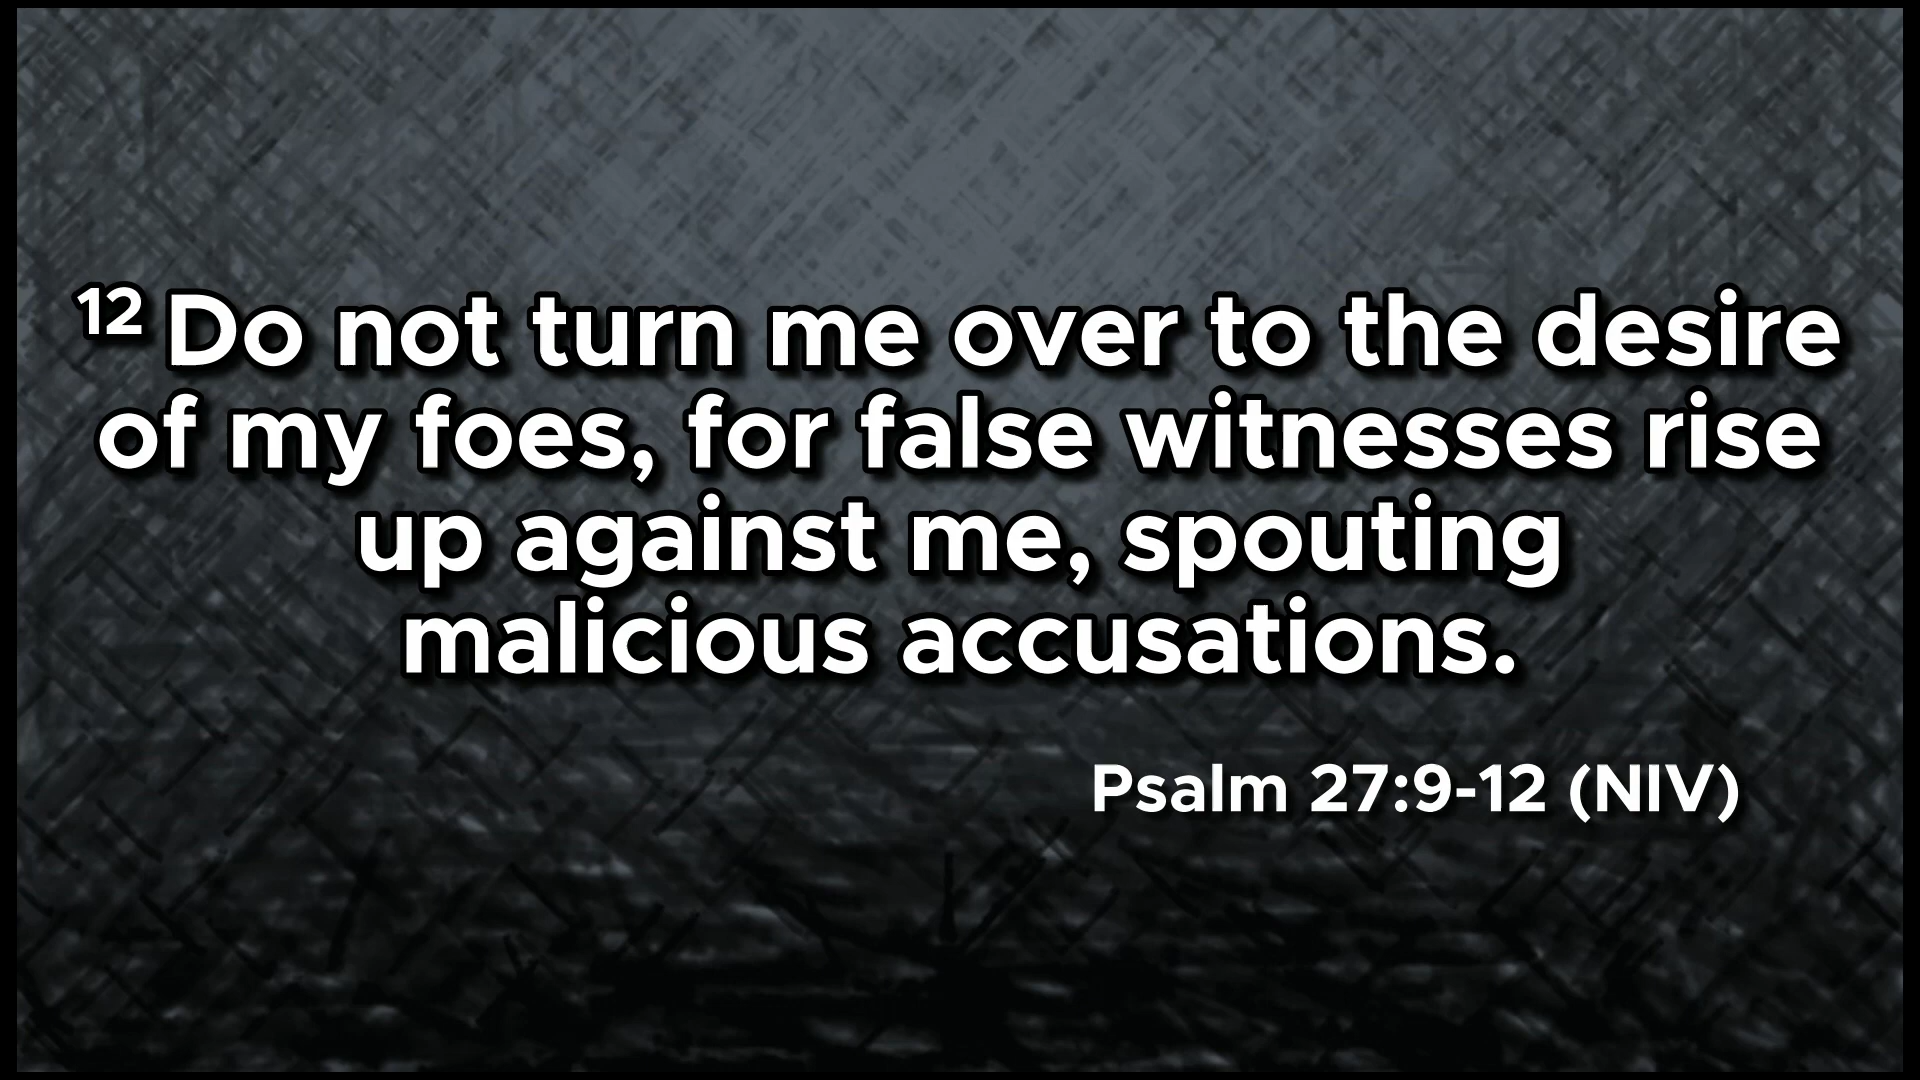 12 Do not turn me over to the desire
of my foes, for false witnesses rise
up against me, spouting
malicious accusations.
Psalm 27:9-12 (NIV)